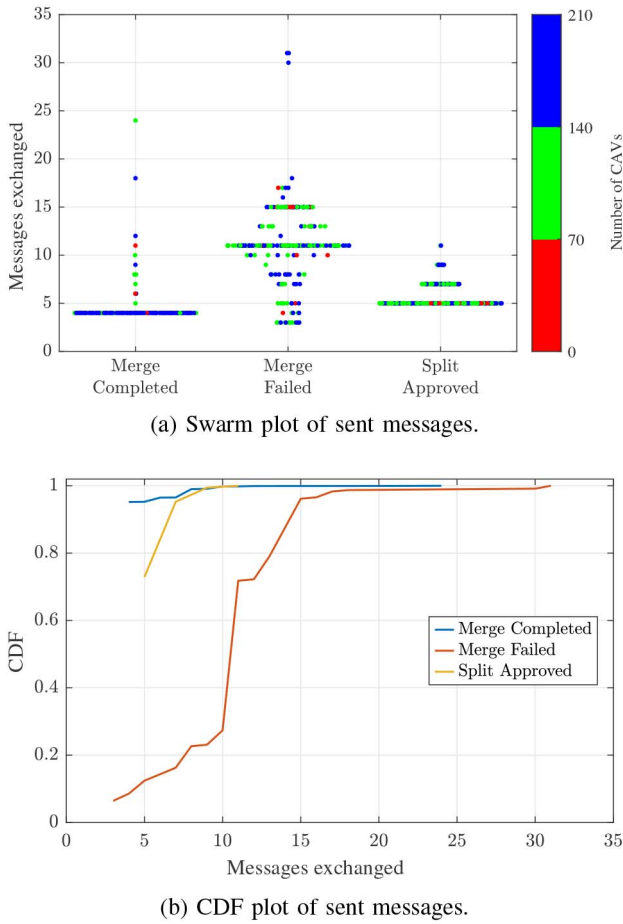 35
30
25
20
15
10
5
0
Messages exchanged
Merge
Completed
Merge
Failed
Split
Approved
210
140
70
0
Number of CAVs
(a) Swarm plot of sent messages.
1
0.8
0.6
0.4
0.2
0
CDF
Merge Completed
Merge Failed
Split Approved
0
5
10
15
20
25
30
35
Messages exchanged
(b) CDF plot of sent messages.